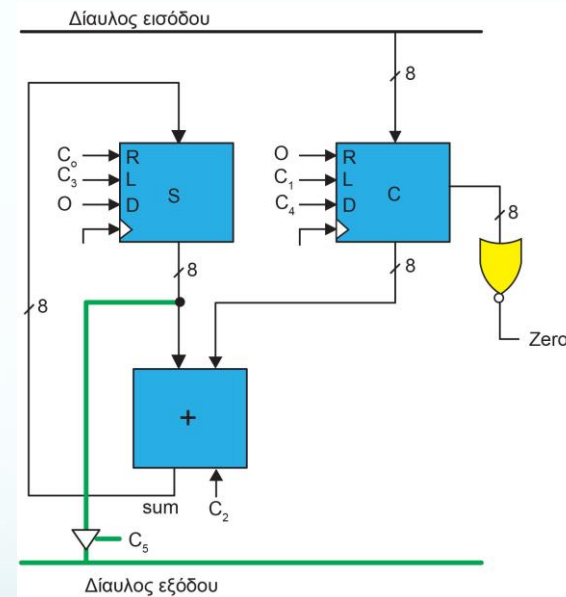 Δίαυλος εισόδου
8
C₀ R
C₃ L
O D
S
8
8
O R
C₁ L
C₄ D
C
8
8
Zero
+
sum
C₂
C₅
Δίαυλος εξόδου